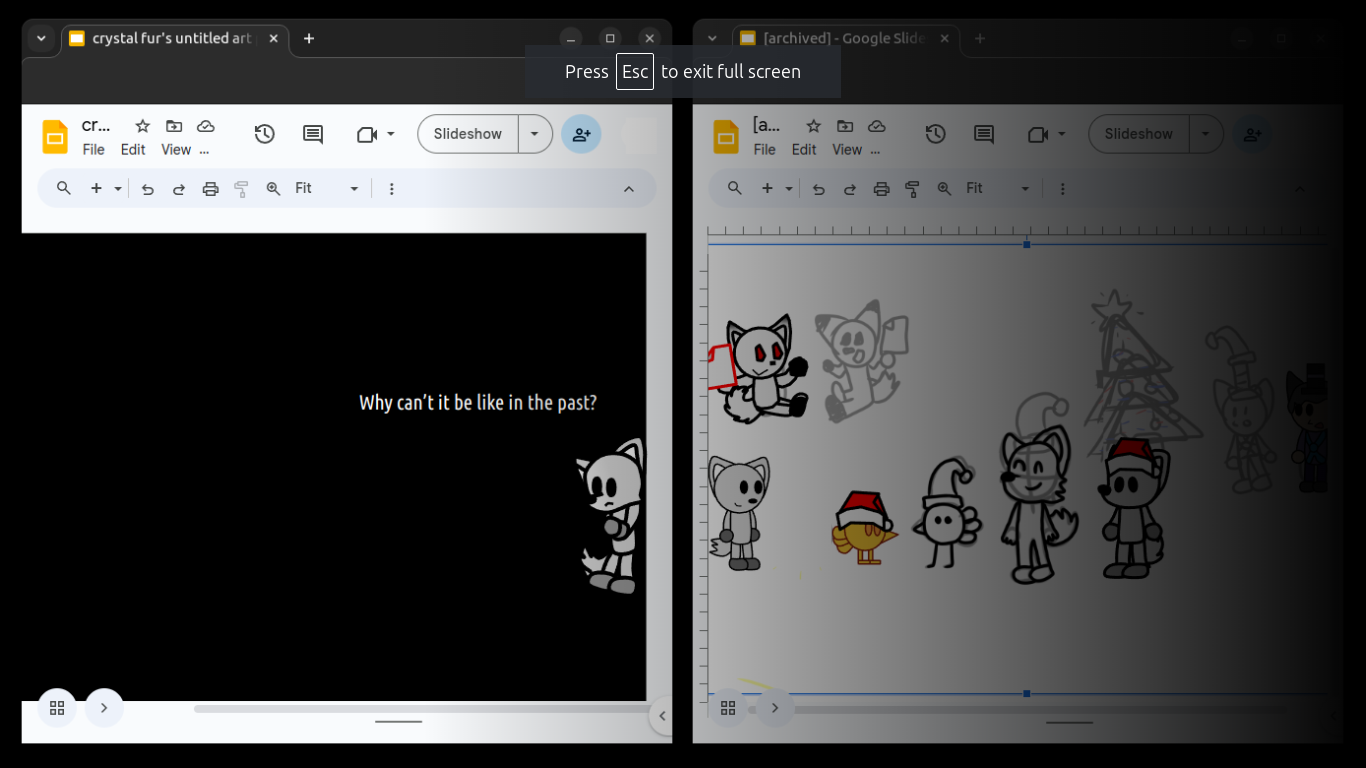 crystal fur's untitled art
[archived] - Google Slide
Press Esc to exit full screen
cr...
File Edit View ...
Slideshow
Fit
[a...
File Edit View ...
Slideshow
Fit
Why can't it be like in the past?